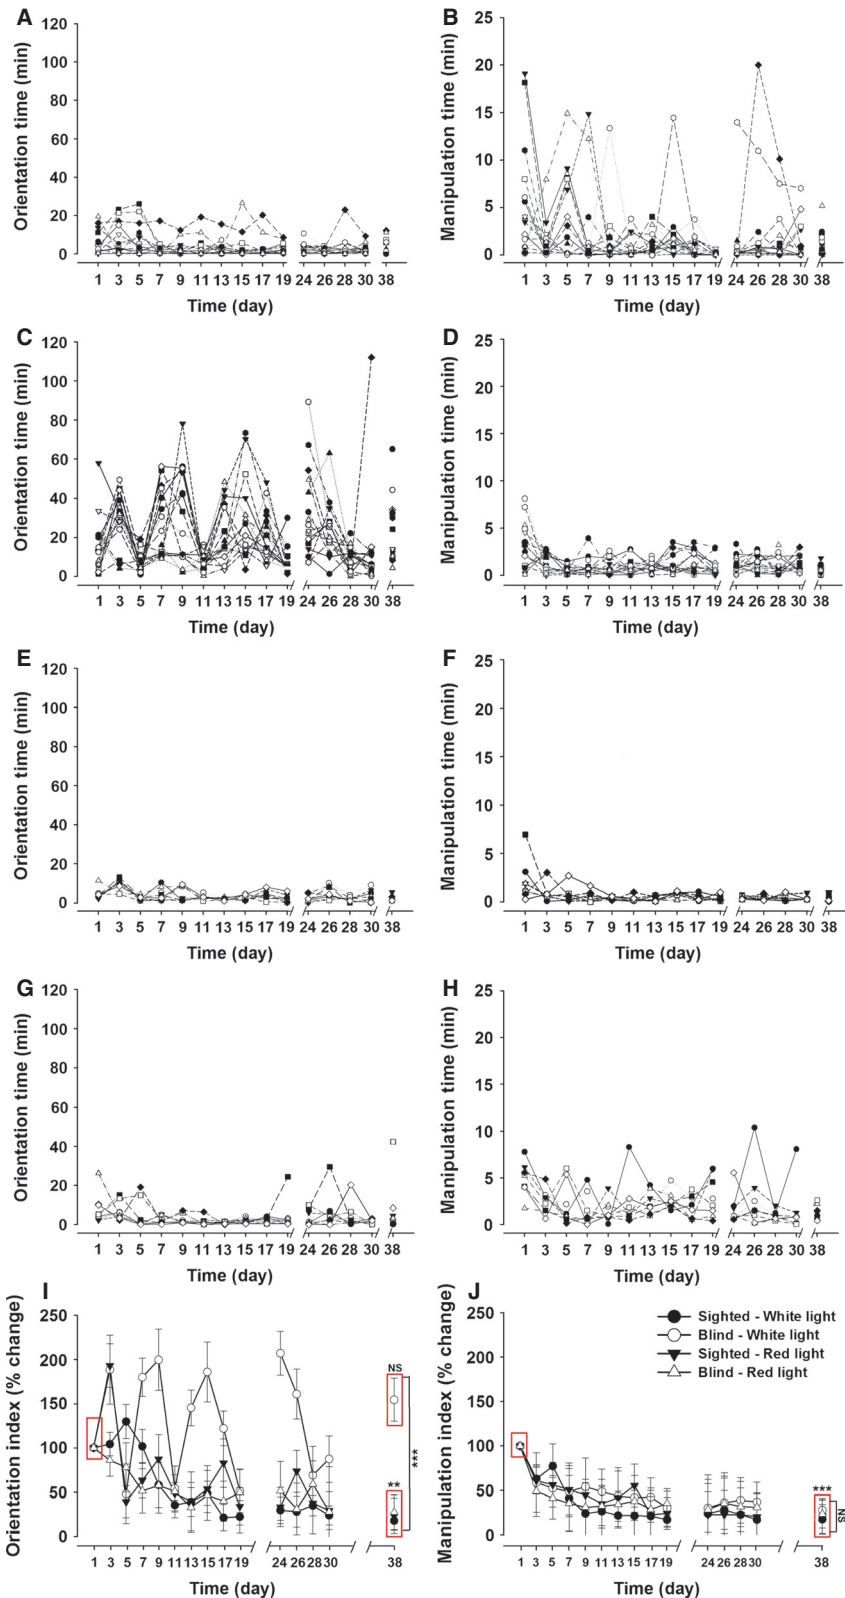 A
Orientation time (min)
120
100
80
60
40
20
0
1 3 5 7 9 11 13 15 17 19 24 26 28 30 38
Time (day)
B
Manipulation time (min)
25
20
15
10
5
0
1 3 5 7 9 11 13 15 17 19 24 26 28 30 38
Time (day)
C
Orientation time (min)
120
100
80
60
40
20
0
1 3 5 7 9 11 13 15 17 19 24 26 28 30 38
Time (day)
D
Manipulation time (min)
25
20
15
10
5
0
1 3 5 7 9 11 13 15 17 19 24 26 28 30 38
Time (day)
E
Orientation time (min)
120
100
80
60
40
20
0
1 3 5 7 9 11 13 15 17 19 24 26 28 30 38
Time (day)
F
Manipulation time (min)
25
20
15
10
5
0
1 3 5 7 9 11 13 15 17 19 24 26 28 30 38
Time (day)
G
Orientation time (min)
120
100
80
60
40
20
0
1 3 5 7 9 11 13 15 17 19 24 26 28 30 38
Time (day)
H
Manipulation time (min)
25
20
15
10
5
0
1 3 5 7 9 11 13 15 17 19 24 26 28 30 38
Time (day)
I
Orientation index (% change)
250
200
150
100
50
0
NS
***
**
1 3 5 7 9 11 13 15 17 19 24 26 28 30 38
Time (day)
J
Manipulation index (% change)
250
200
150
100
50
0
Sighted - White light
Blind - White light
Sighted - Red light
Blind - Red light
***
NS
1 3 5 7 9 11 13 15 17 19 24 26 28 30 38
Time (day)